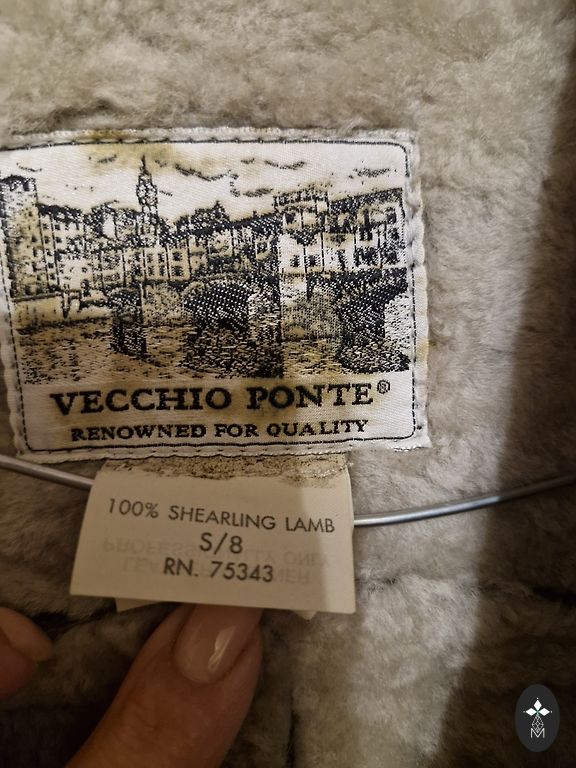 VECCHIO PONTE®
RENOWNED FOR QUALITY
100% SHEARLING LAMB
S/8
RN. 75343